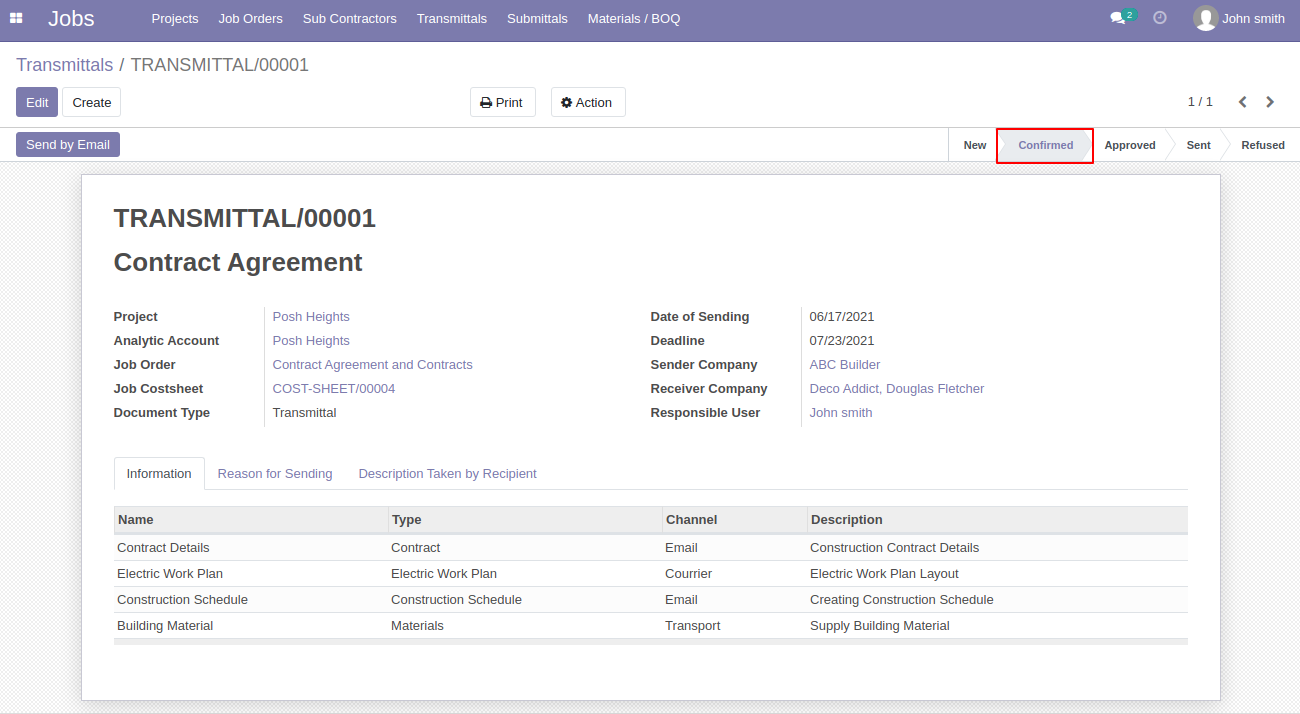 Jobs Projects Job Orders Sub Contractors Transmittals Submittals Materials / BOQ 2 John smith
Transmittals / TRANSMITTAL/00001
Edit Create Print Action 1 / 1
Send by Email New Confirmed Approved Sent Refused
TRANSMITTAL/00001
Contract Agreement
Project Posh Heights Date of Sending 06/17/2021
Analytic Account Posh Heights Deadline 07/23/2021
Job Order Contract Agreement and Contracts Sender Company ABC Builder
Job Costsheet COST-SHEET/00004 Receiver Company Deco Addict, Douglas Fletcher
Document Type Transmittal Responsible User John smith
Information Reason for Sending Description Taken by Recipient
Name Type Channel Description
Contract Details Contract Email Construction Contract Details
Electric Work Plan Electric Work Plan Courrier Electric Work Plan Layout
Construction Schedule Construction Schedule Email Creating Construction Schedule
Building Material Materials Transport Supply Building Material